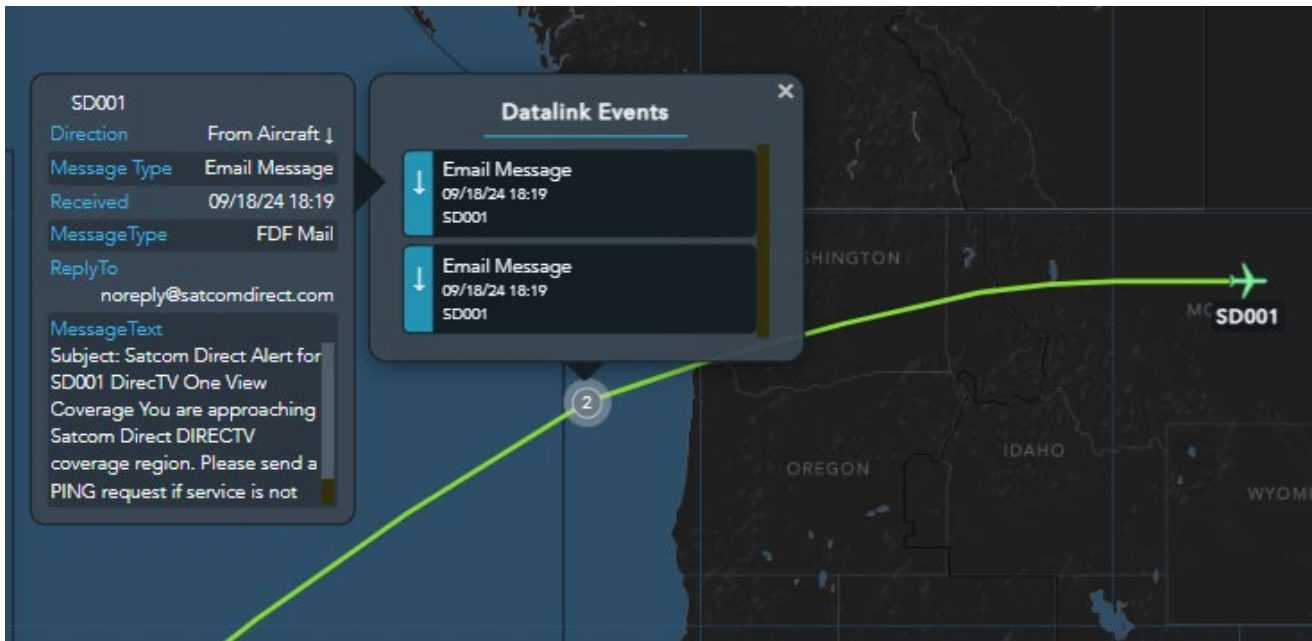 SD001
Direction From Aircraft ↓
Message Type Email Message
Received 09/18/24 18:19
MessageType FDF Mail
ReplyTo
noreply@satcomdirect.com
MessageText
Subject: Satcom Direct Alert for
SD001 DirecTV One View
Coverage You are approaching
Satcom Direct DIRECTV
coverage region. Please send a
PING request if service is not
Datalink Events
×
↓ Email Message
09/18/24 18:19
SD001
↓ Email Message
09/18/24 18:19
SD001
2
SHINGTON
MO
SD001
OREGON
IDAHO
WYOMI